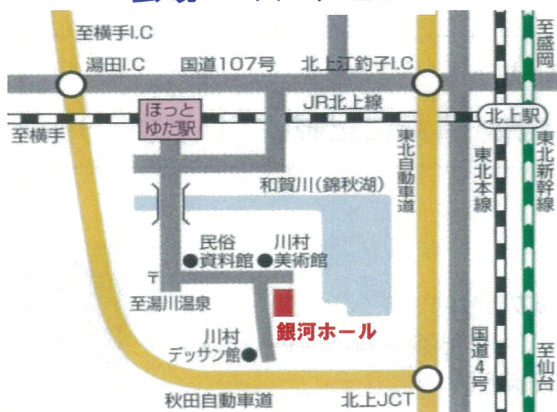 至横手I.C
至盛岡
湯田I.C
国道107号
北上江釣子I.C
ほっと
ゆだ駅
JR北上線
北上駅
至横手
東北自動車道
東北本線
東北新幹線
和賀川(錦秋湖)
民俗
資料館
川村
美術館
〒
至湯川温泉
銀河ホール
川村
デッサン館
国道4号
至仙台
秋田自動車道
北上JCT